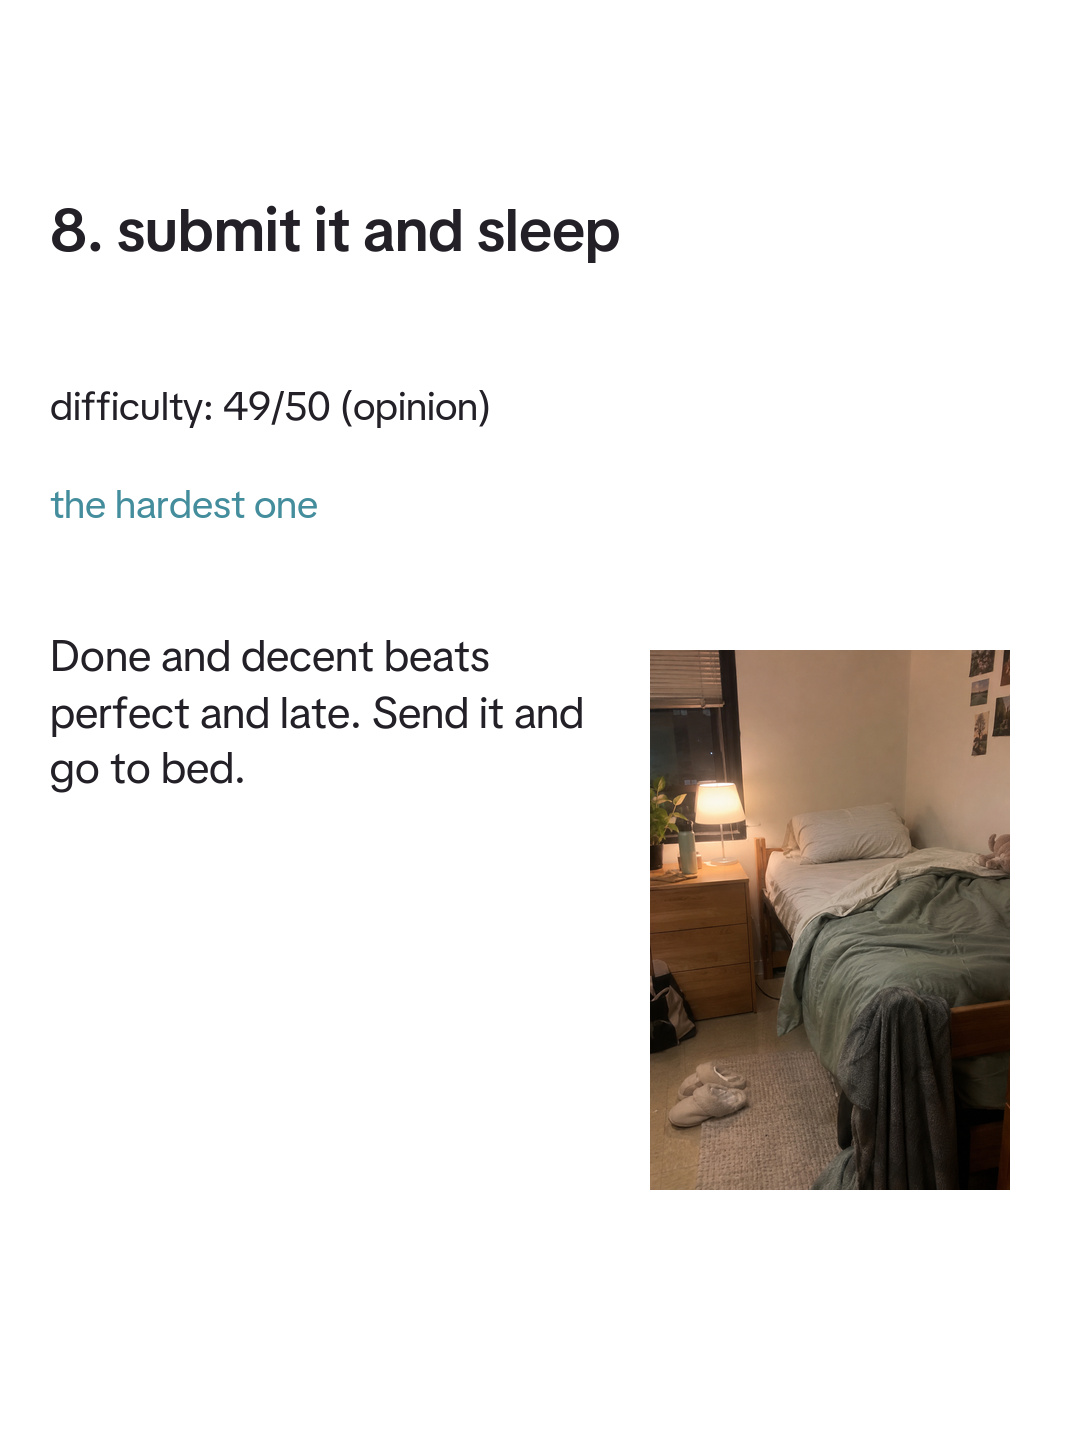 8. submit it and sleep
difficulty: 49/50 (opinion)
the hardest one
Done and decent beats
perfect and late. Send it and
go to bed.